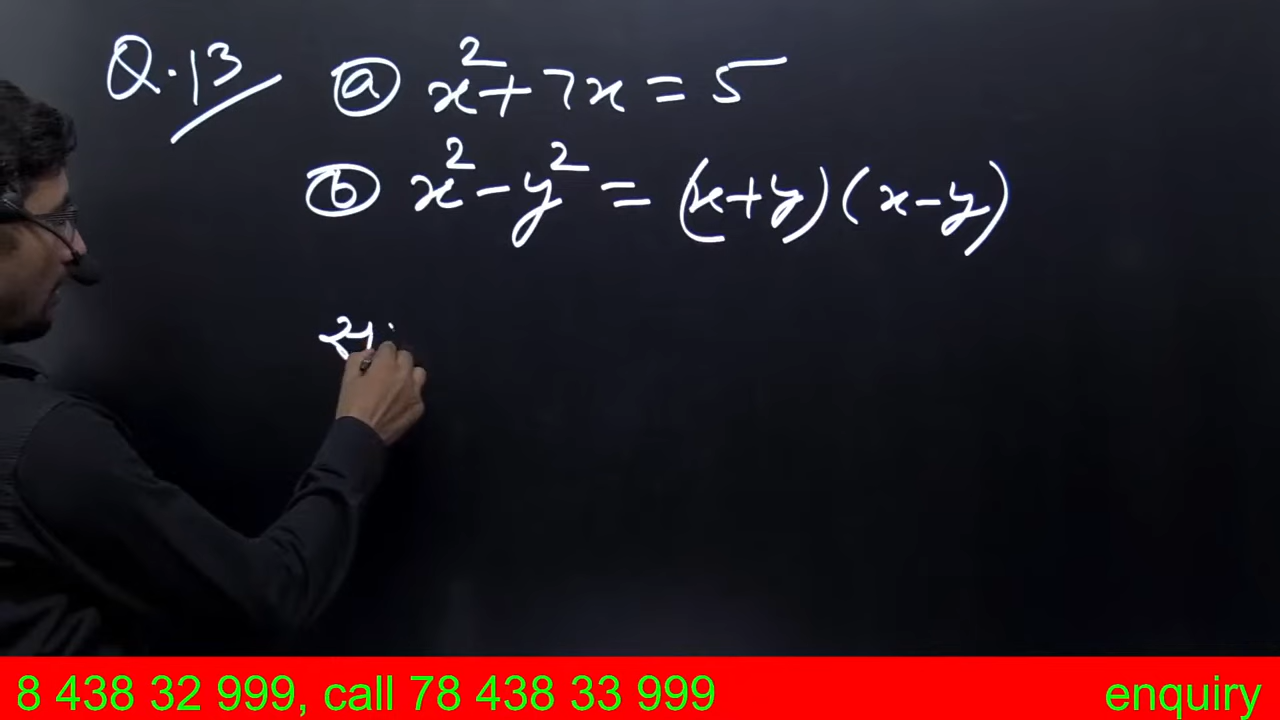 Q.13 (a) x² + 7x = 5
(b) x² - y² = (x+y)(x-y)
8 438 32 999, call 78 438 33 999 enquiry